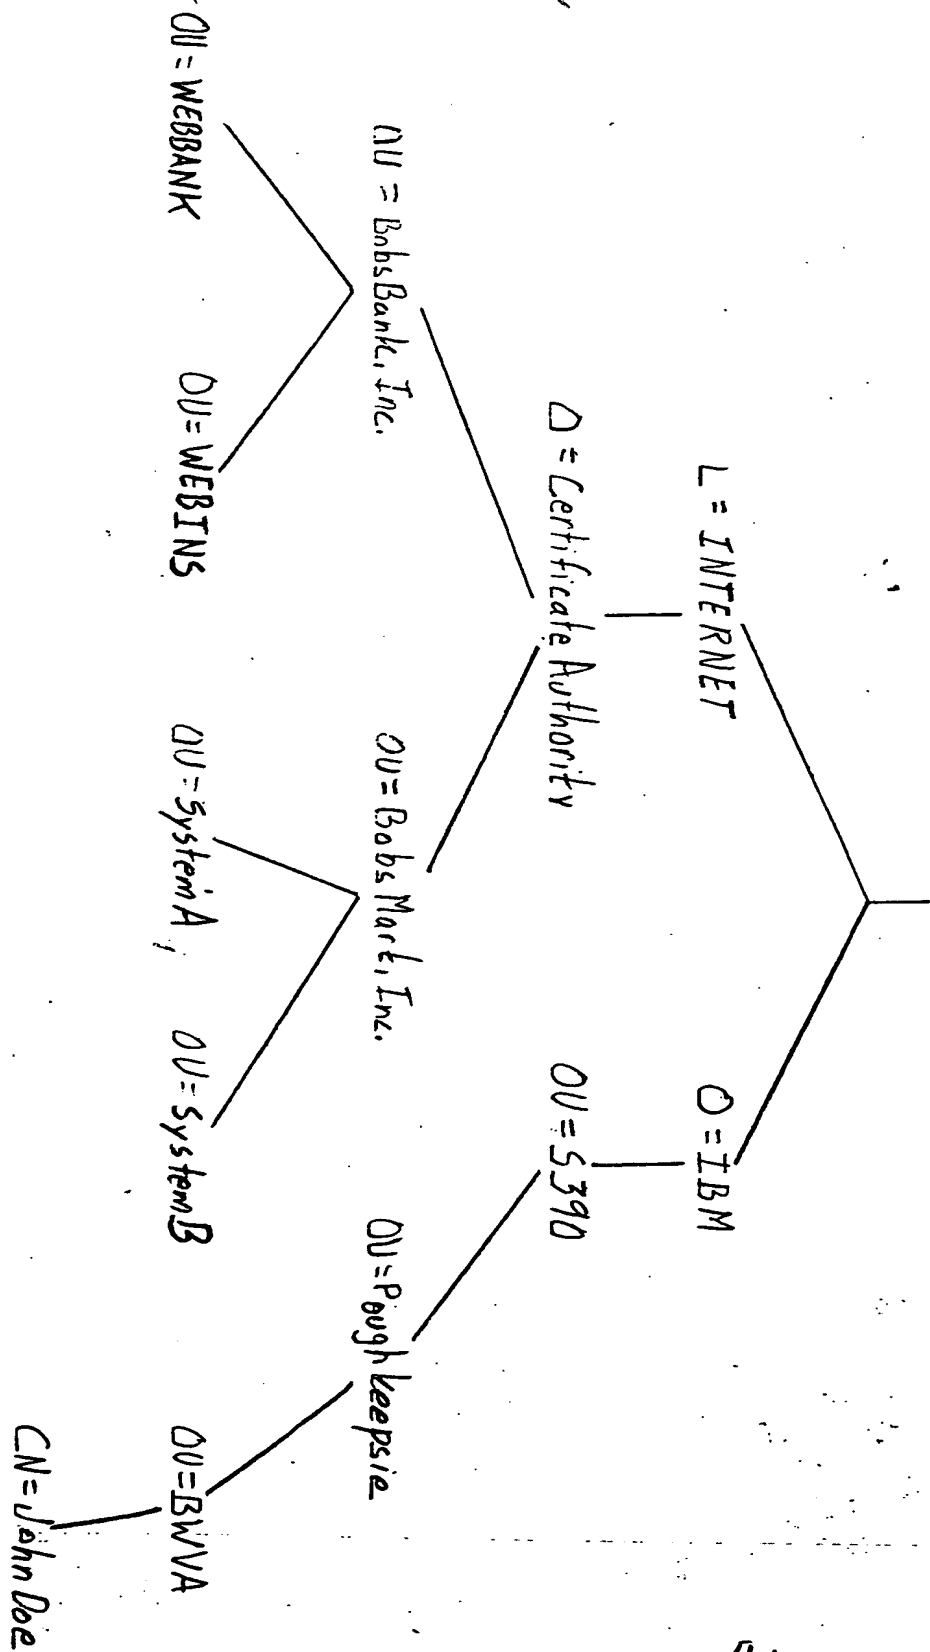 L = INTERNET
O = IBM
O = Certificate Authority
OU = S390
OU = BobsBank, Inc.
OU = Bobs Mart, Inc.
OU = Poughkeepsie
OU = WEBBANK
OU = WEBINS
OU = SystemA
OU = SystemB
OU = BWVA
CN = John Doe